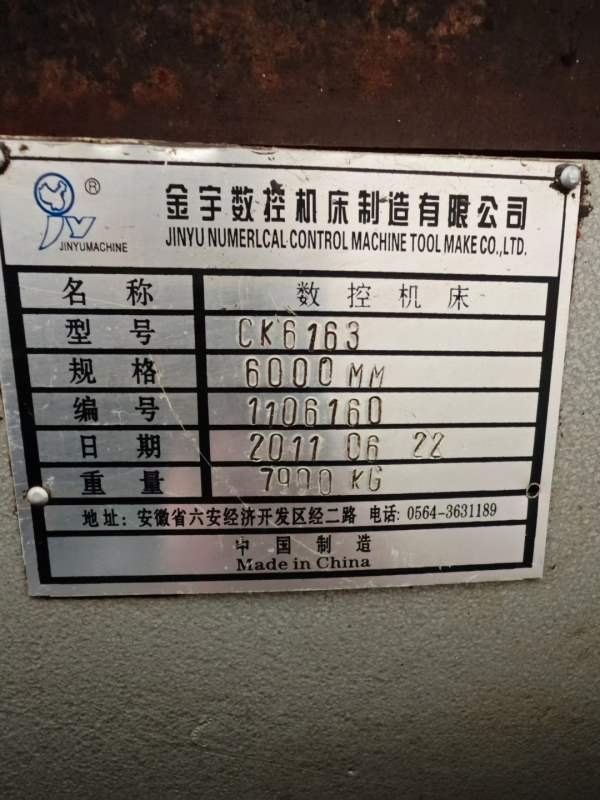 ®
JINYUMACHINE
金宇数控机床制造有限公司
JINYU NUMERLCAL·CONTROL MACHINE TOOL MAKE CO.,LTD.
名称 数控机床
型号 CK6163
规格 6000 MM
编号 1106160
日期 2011 06 22
重量 7900 KG
地址: 安徽省六安经济开发区经二路 电话: 0564-3631189
中国制造
Made in China